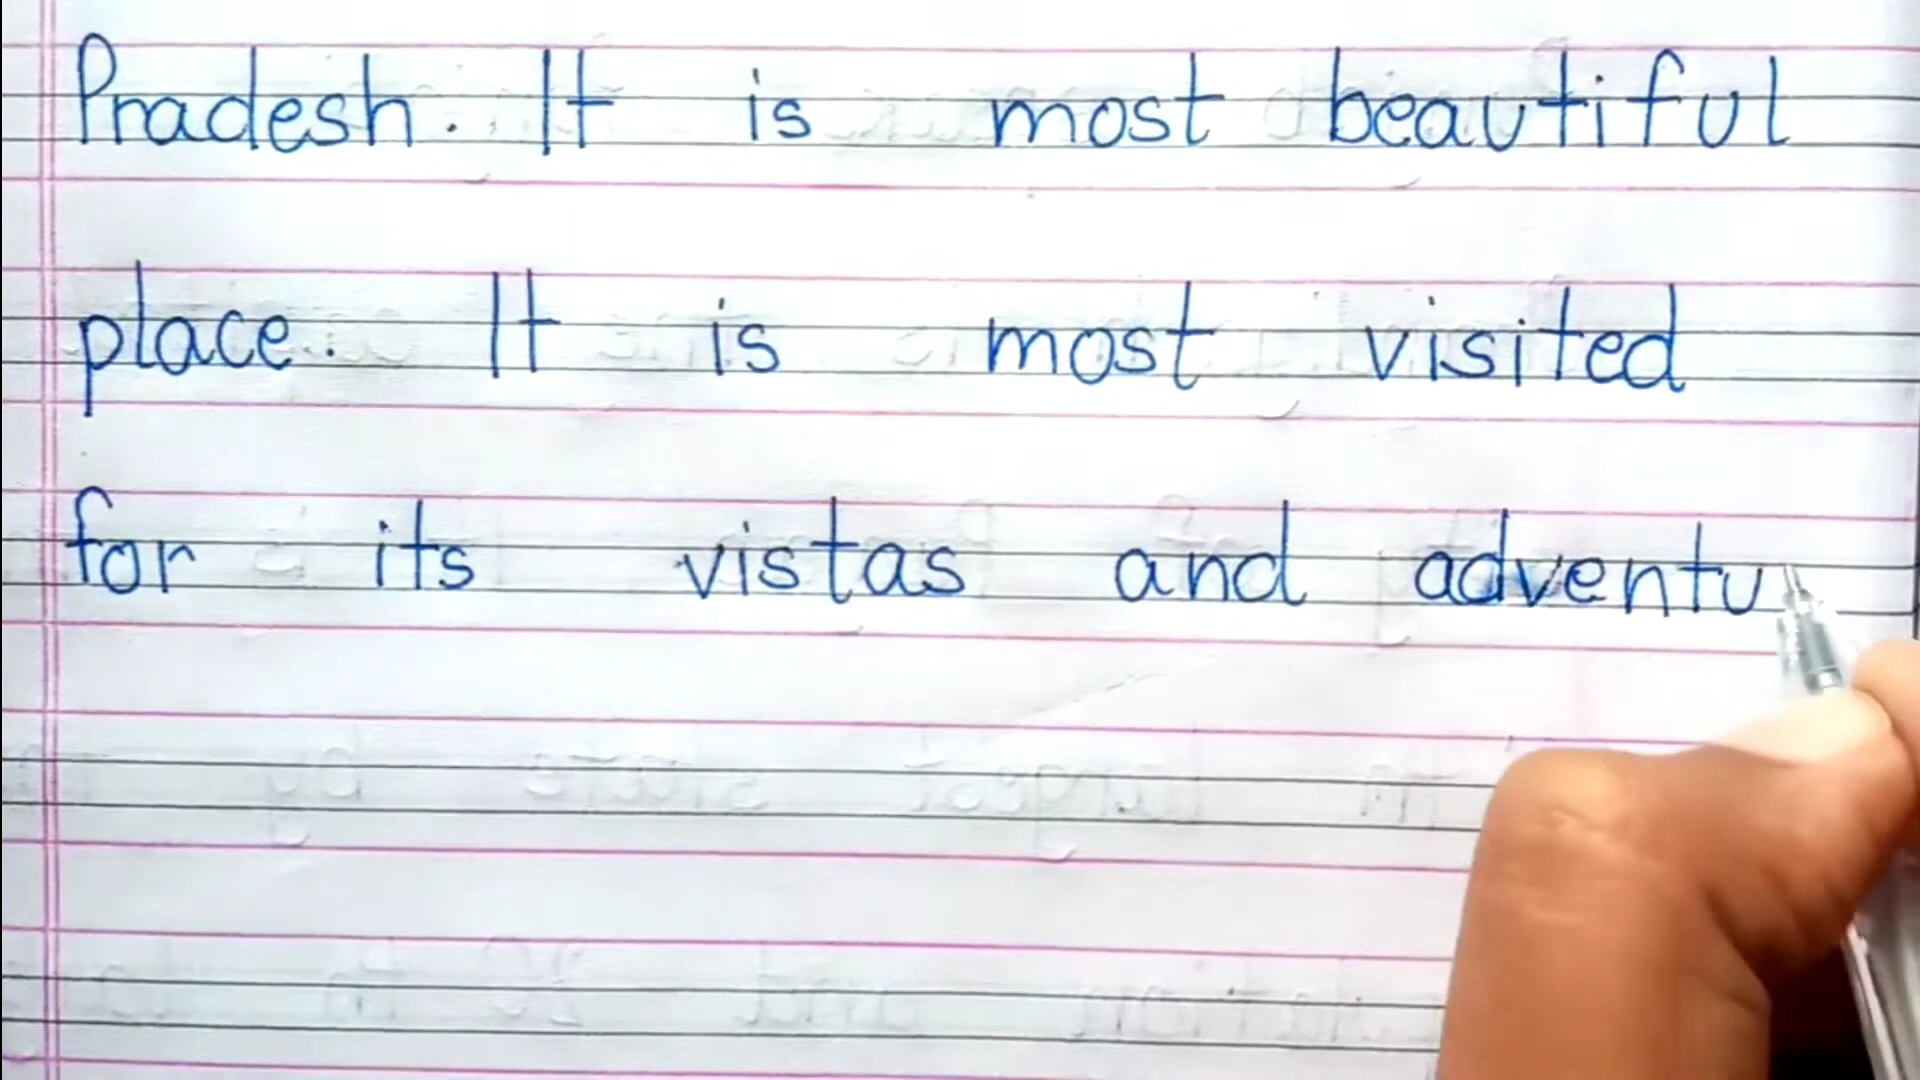 Pradesh. It is most beautiful
place. It is most visited
for its vistas and adventu